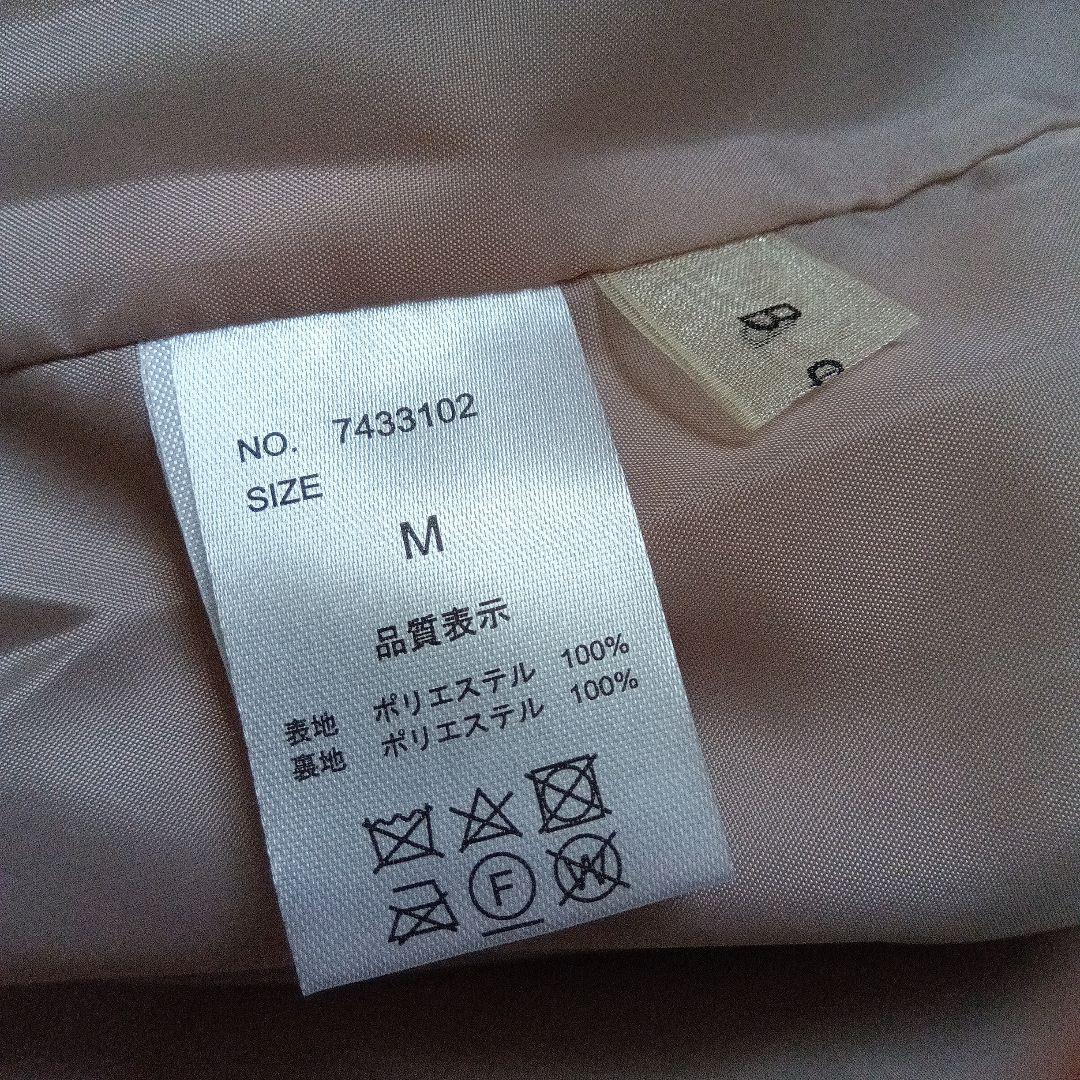 NO. 7433102
SIZE
M
品質表示
表地 ポリエステル 100%
裏地 ポリエステル 100%
F
W
B